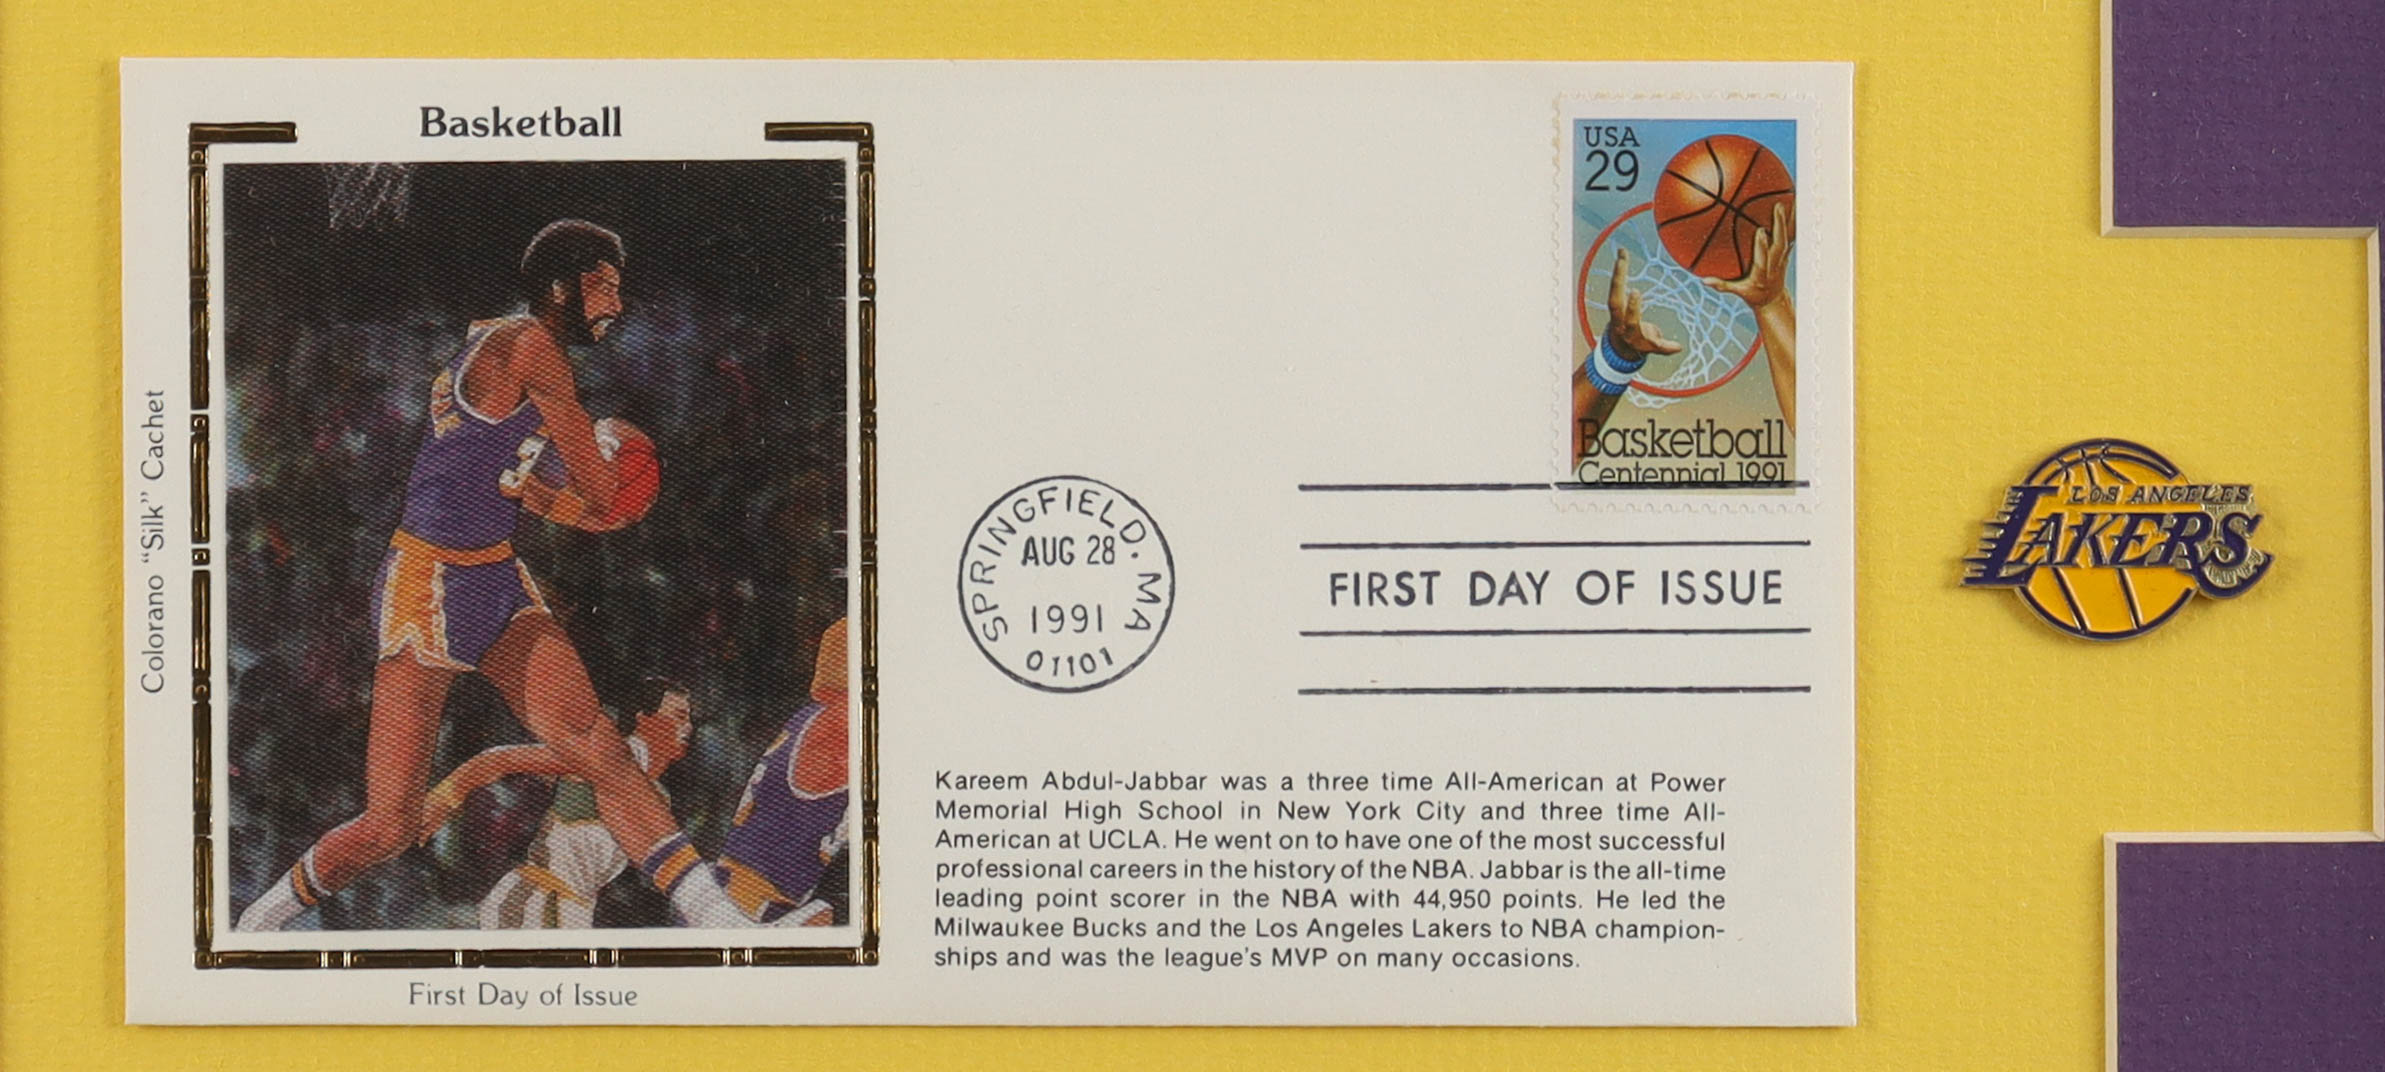 Basketball
Colorano "Silk" Cachet
3
First Day of Issue
USA
29
Basketball
Centennial 1991
SPRINGFIELD. MA
AUG 28
1991
01101
FIRST DAY OF ISSUE
Kareem Abdul-Jabbar was a three time All-American at Power
Memorial High School in New York City and three time All-
American at UCLA. He went on to have one of the most successful
professional careers in the history of the NBA. Jabbar is the all-time
leading point scorer in the NBA with 44,950 points. He led the
Milwaukee Bucks and the Los Angeles Lakers to NBA champion-
ships and was the league's MVP on many occasions.
LOS ANGELES
LAKERS